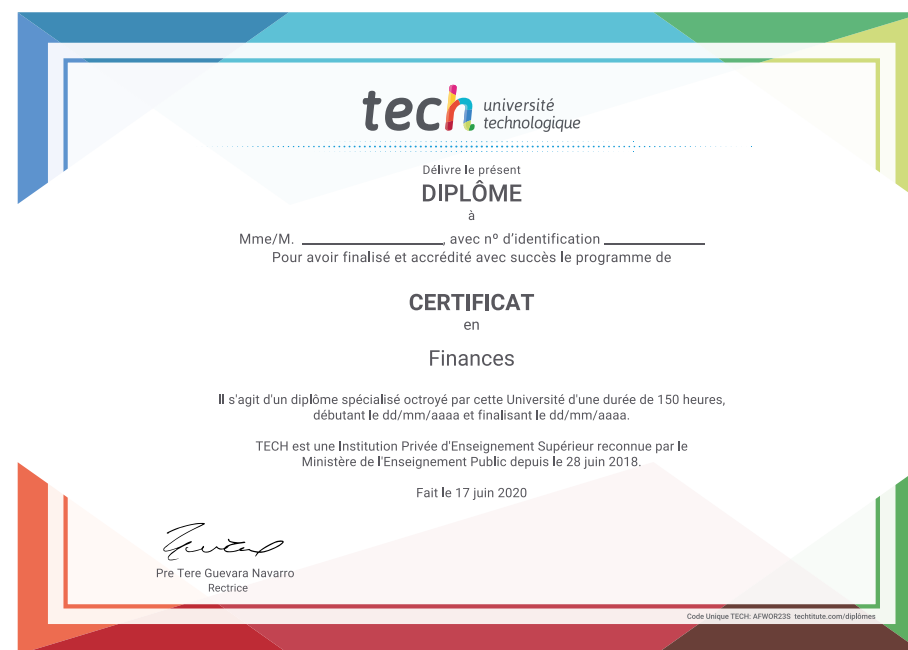 tech université
technologique
Délivre le présent
DIPLÔME
à
Mme/M. ____________________, avec nº d'identification ______________
Pour avoir finalisé et accrédité avec succès le programme de
CERTIFICAT
en
Finances
Il s'agit d'un diplôme spécialisé octroyé par cette Université d'une durée de 150 heures,
débutant le dd/mm/aaaa et finalisant le dd/mm/aaaa.
TECH est une Institution Privée d'Enseignement Supérieur reconnue par le
Ministère de l'Enseignement Public depuis le 28 juin 2018.
Fait le 17 juin 2020
Pre Tere Guevara Navarro
Rectrice
Code Unique TECH: AFWOR23S techtitute.com/diplômes